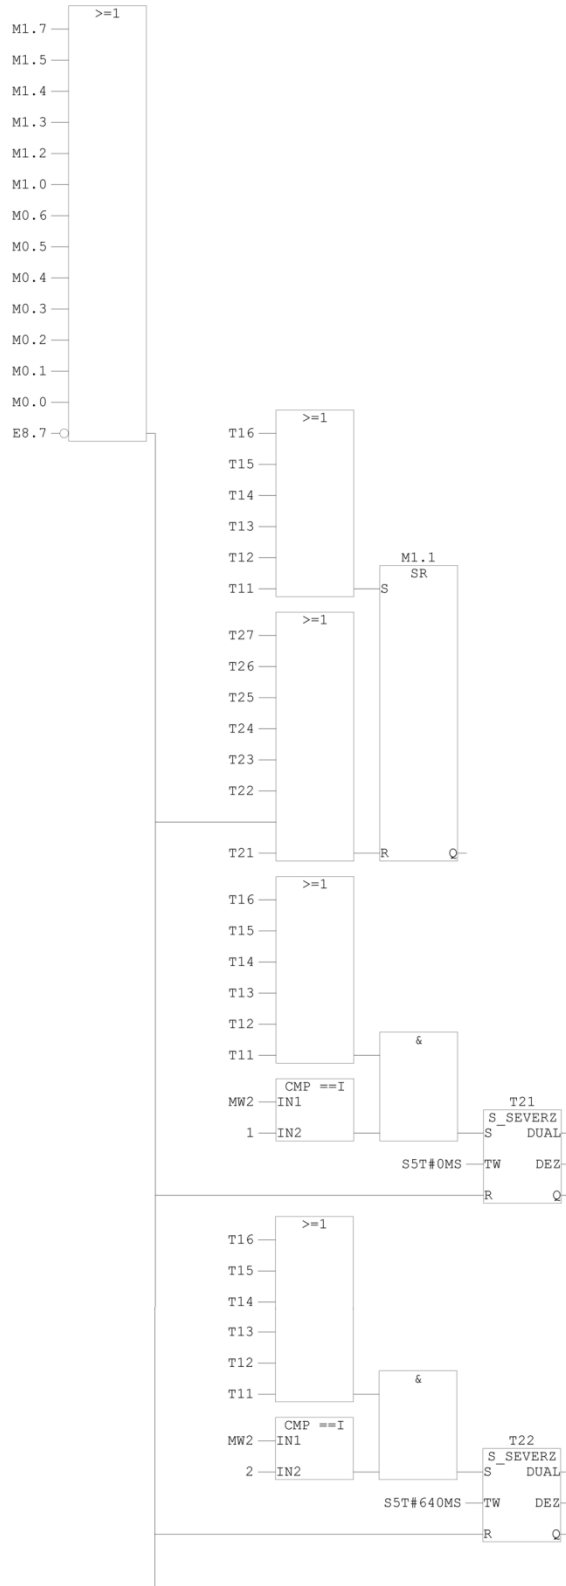 >=1
M1.7
M1.5
M1.4
M1.3
M1.2
M1.0
M0.6
M0.5
M0.4
M0.3
M0.2
M0.1
M0.0
E8.7
>=1
T16
T15
T14
T13
T12
T11
M1.1
SR
S
>=1
T27
T26
T25
T24
T23
T22
T21
R Q
>=1
T16
T15
T14
T13
T12
T11
&
CMP ==I
MW2 IN1
1 IN2
T21
S_SEVERZ
S DUAL
S5T#0MS TW DEZ
R Q
>=1
T16
T15
T14
T13
T12
T11
&
CMP ==I
MW2 IN1
2 IN2
T22
S_SEVERZ
S DUAL
S5T#640MS TW DEZ
R Q